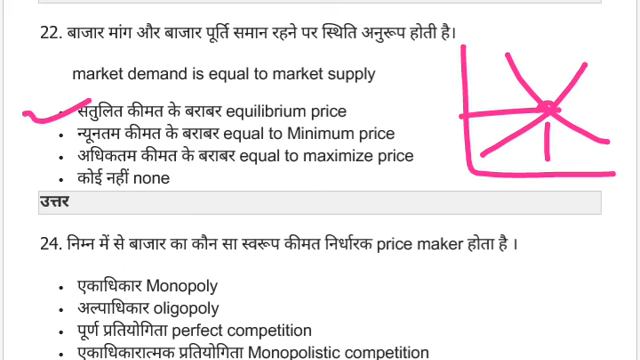 22. बाजार मांग और बाजार पूर्ति समान रहने पर स्थिति अनुरूप होती है।
market demand is equal to market supply
• संतुलित कीमत के बराबर equilibrium price
• न्यूनतम कीमत के बराबर equal to Minimum price
• अधिकतम कीमत के बराबर equal to maximize price
• कोई नहीं none
उत्तर
24. निम्न में से बाजार का कौन सा स्वरूप कीमत निर्धारक price maker होता है ।
• एकाधिकार Monopoly
• अल्पाधिकार oligopoly
• पूर्ण प्रतियोगिता perfect competition
• एकाधिकारात्मक प्रतियोगिता Monopolistic competition